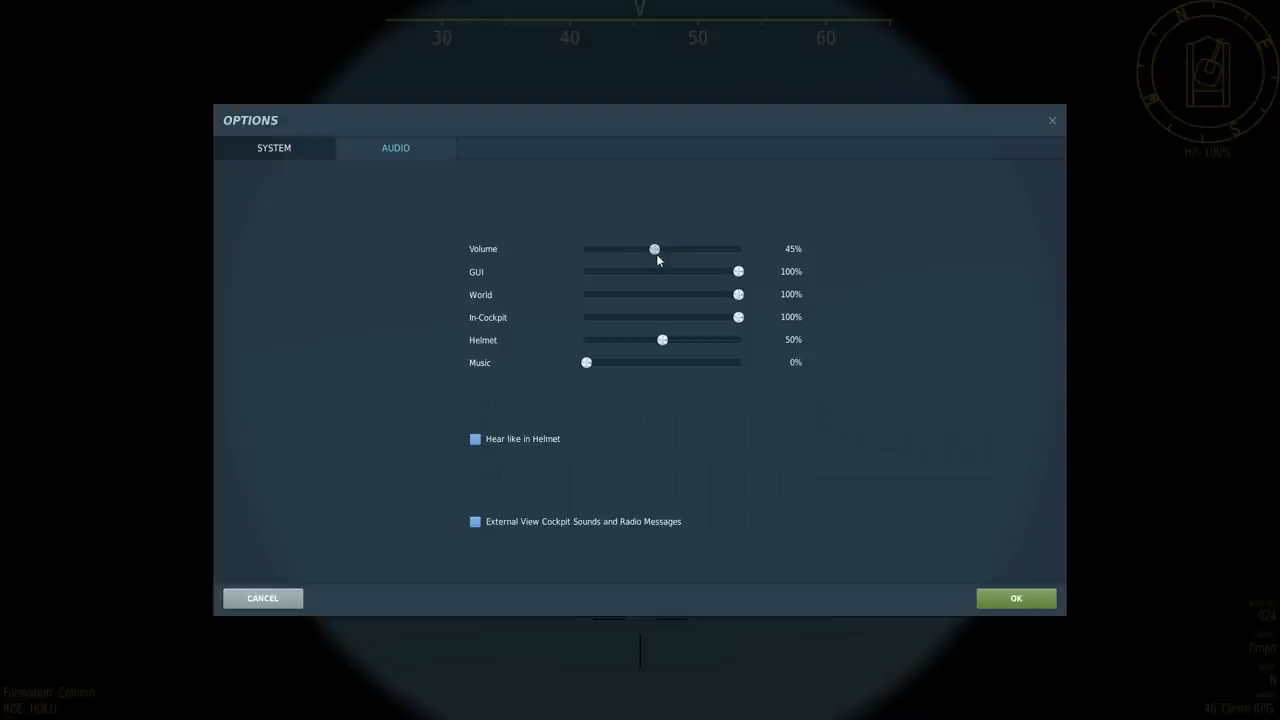 V
30 40 50 60
N
E
OPTIONS
SYSTEM AUDIO
S
HP: 100%
Volume 45%
GUI 100%
World 100%
In-Cockpit 100%
Helmet 50%
Music 0%
Hear like in Helmet
External View Cockpit Sounds and Radio Messages
CANCEL OK
024
0mph
N
Formation: Column
ROE: HOLD